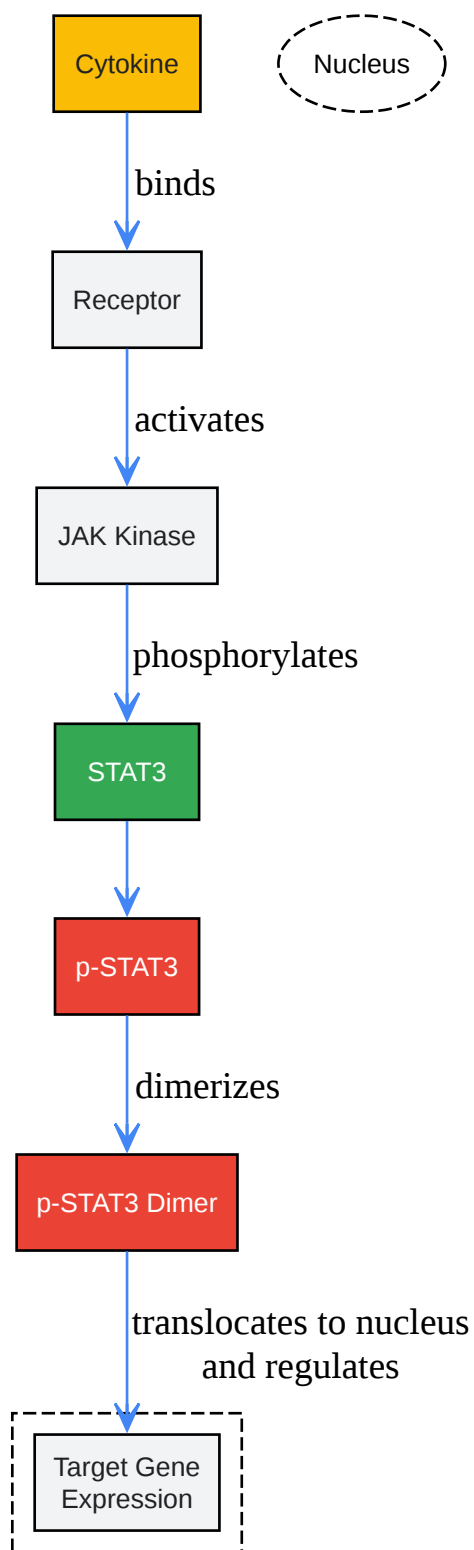 Cytokine
Nucleus
binds
Receptor
activates
JAK Kinase
phosphorylates
STAT3
p-STAT3
dimerizes
p-STAT3 Dimer
translocates to nucleus
and regulates
Target Gene
Expression